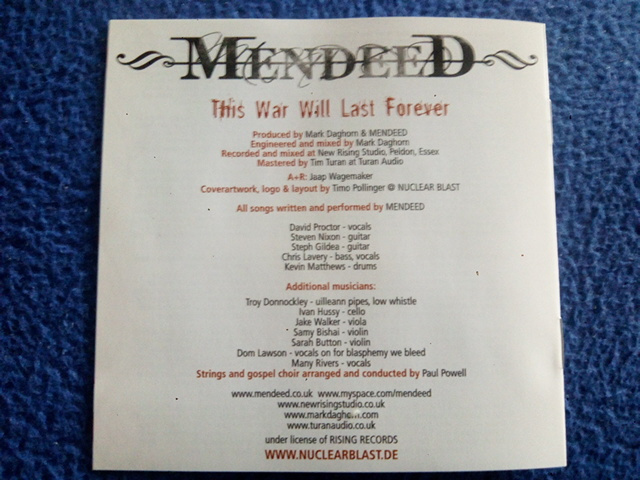 MENDEED
This War Will Last Forever
Produced by Mark Daghorn & MENDEED
Engineered and mixed by Mark Daghorn
Recorded and mixed at New Rising Studio, Peldon, Essex
Mastered by Tim Turan at Turan Audio
A+R: Jaap Wagemaker
Coverartwork, logo & layout by Timo Pollinger @ NUCLEAR BLAST
All songs written and performed by MENDEED
David Proctor - vocals
Steven Nixon - guitar
Steph Gildea - guitar
Chris Lavery - bass, vocals
Kevin Matthews - drums
Additional musicians:
Troy Donnockley - uilleann pipes, low whistle
Ivan Hussy - cello
Jake Walker - viola
Samy Bishai - violin
Sarah Button - violin
Dom Lawson - vocals on for blasphemy we bleed
Many Rivers - vocals
Strings and gospel choir arranged and conducted by Paul Powell
www.mendeed.co.uk www.myspace.com/mendeed
www.newrisingstudio.co.uk
www.markdaghorn.com
www.turanaudio.co.uk
under license of RISING RECORDS
WWW.NUCLEARBLAST.DE